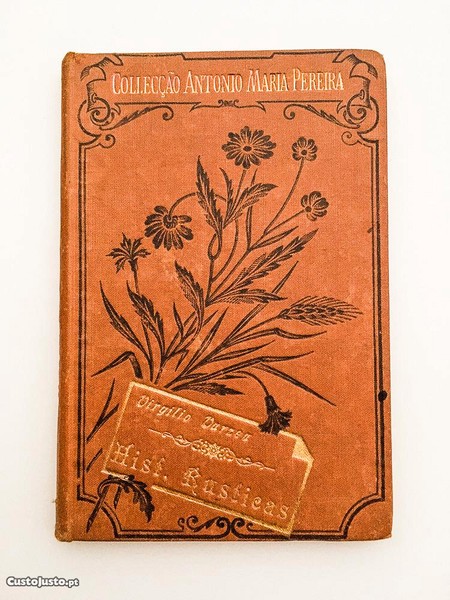 COLLECÇÃO ANTONIO MARIA PEREIRA
Virgilio Varzea
Hist. Rusticas
CustoJusto.pt